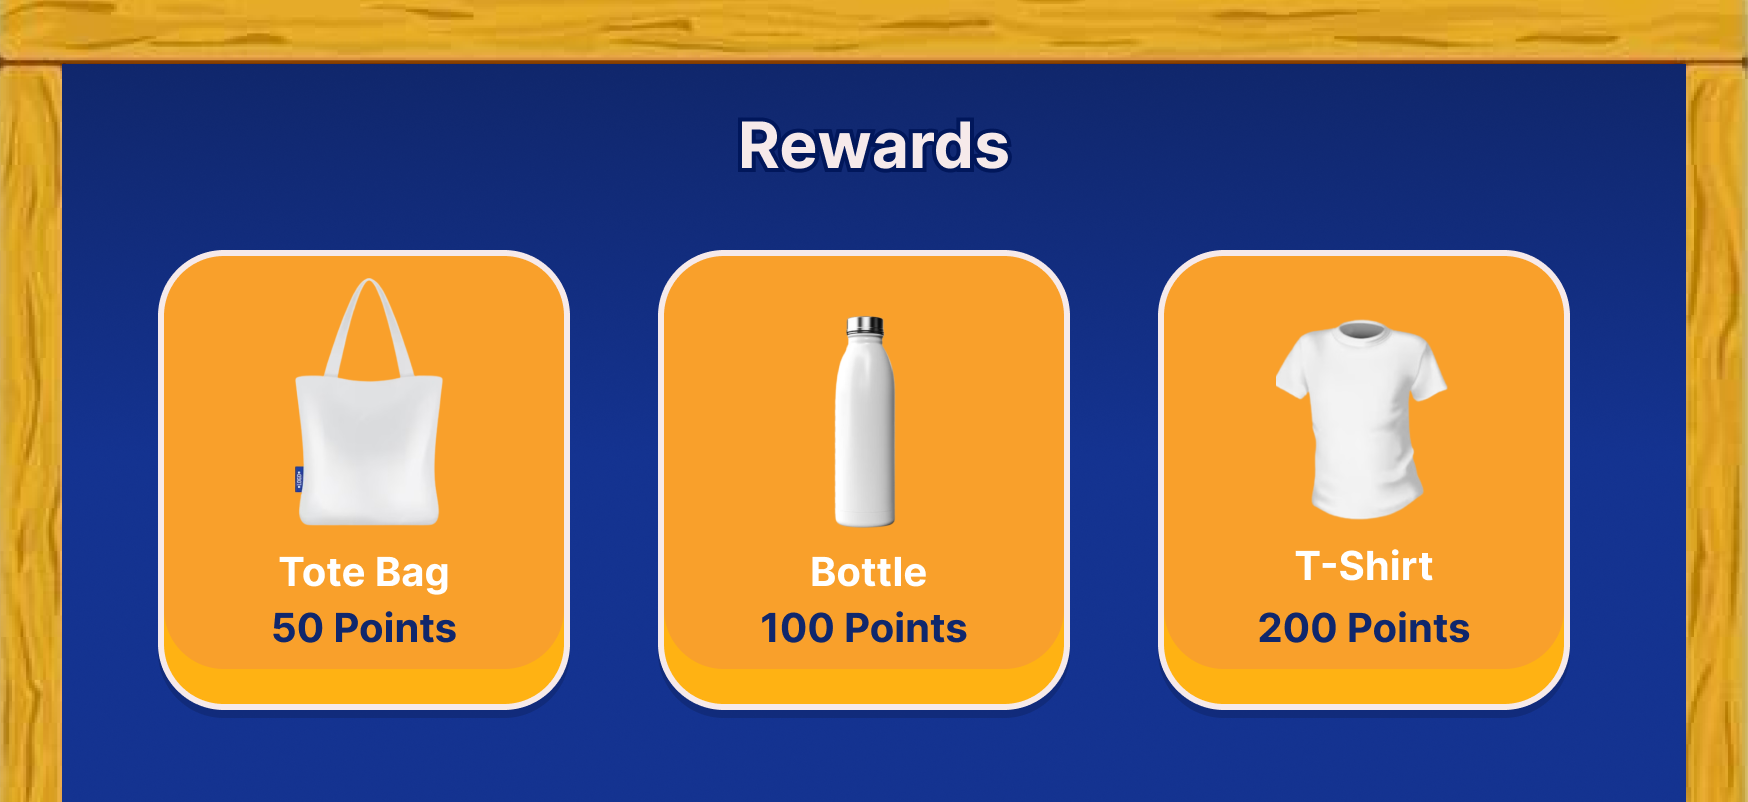 Rewards
Tote Bag
50 Points
Bottle
100 Points
T-Shirt
200 Points